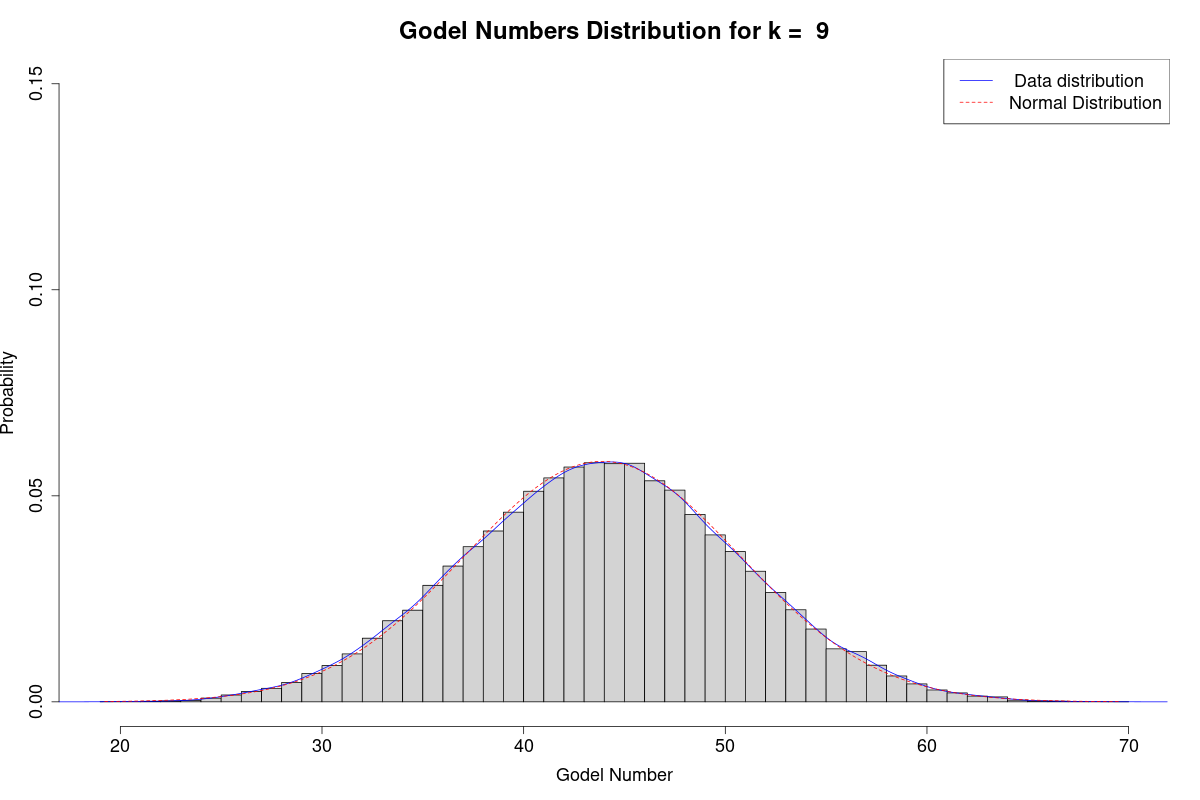 Godel Numbers Distribution for k =  9
Data distribution
Normal Distribution
Probability
0.15
0.10
0.05
0.00
20 30 40 50 60 70
Godel Number